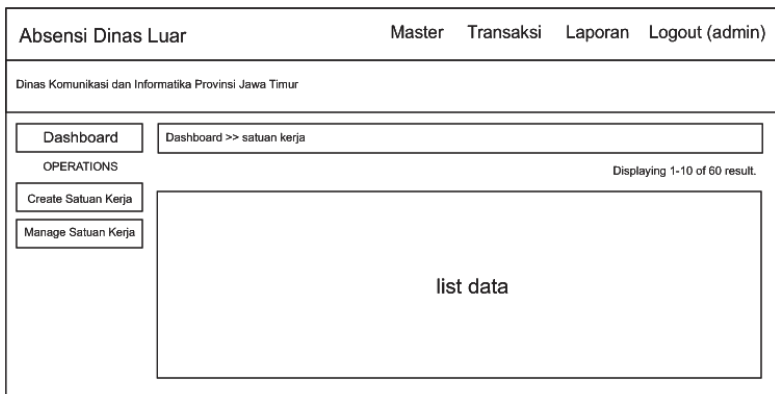 Absensi Dinas Luar Master Transaksi Laporan Logout (admin)
Dinas Komunikasi dan Informatika Provinsi Jawa Timur
Dashboard
Dashboard >> satuan kerja
OPERATIONS
Displaying 1-10 of 60 result.
Create Satuan Kerja
Manage Satuan Kerja
list data